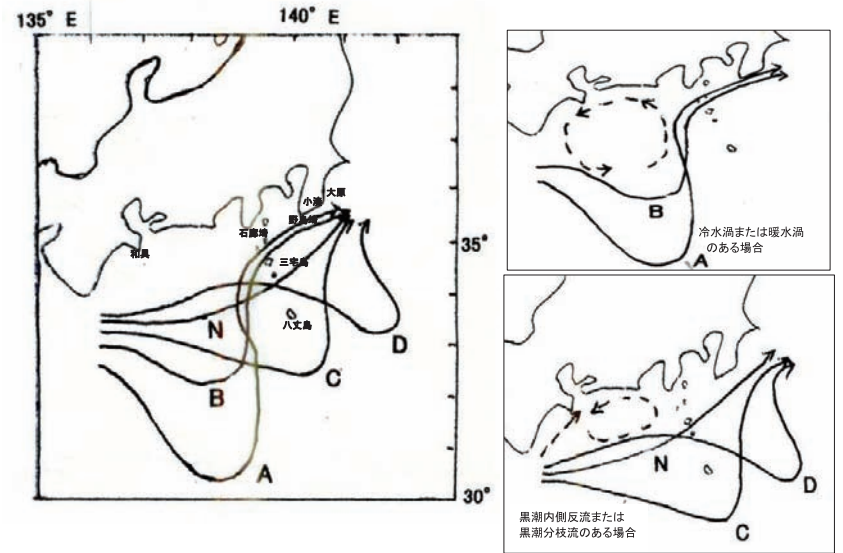 135° E
140° E
大原
小湊
野島崎
石廊崎
和具
三宅島
35°
八丈島
N
D
C
B
A
30°
B
冷水渦または暖水渦
のある場合
A
N
D
黒潮内側反流または
黒潮分枝流のある場合
C